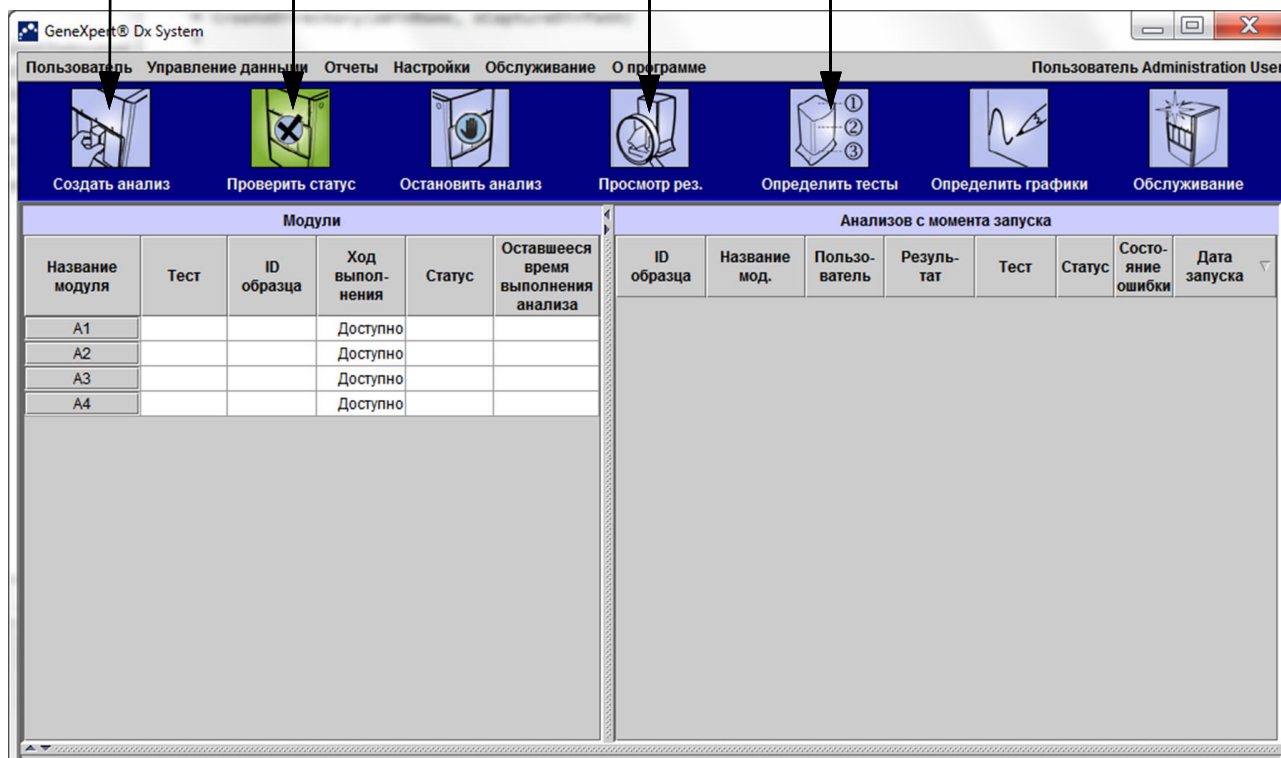 GeneXpert® Dx System
Пользователь Управление данными Отчеты Настройки Обслуживание О программе Пользователь Administration User
① ② ③
Создать анализ Проверить статус Остановить анализ Просмотр рез. Определить тесты Определить графики Обслуживание
Модули
Анализов с момента запуска
Название модуля
Тест
ID образца
Ход выпол-
нения
Статус
Оставшееся время выполнения анализа
ID образца
Название мод.
Пользо-
ватель
Резуль-
тат
Тест
Статус
Состо-
яние ошибки
Дата запуска
A1 Доступно
A2 Доступно
A3 Доступно
A4 Доступно